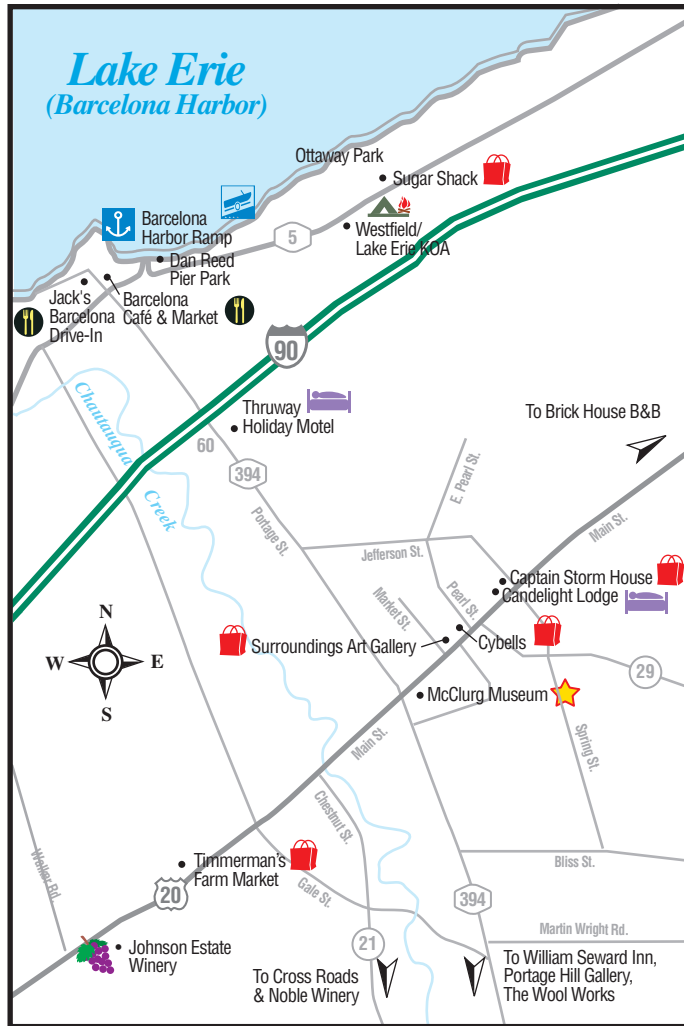 Lake Erie
(Barcelona Harbor)
Ottaway Park
Sugar Shack
Barcelona
Harbor Ramp
5
Westfield/
Lake Erie KOA
Dan Reed
Pier Park
Jack's
Barcelona
Drive-In
Barcelona
Café & Market
90
Chautauqua
Creek
Thruway
Holiday Motel
To Brick House B&B
60
394
Portage St.
E. Pearl St.
Main St.
Jefferson St.
Captain Storm House
Candelight Lodge
Pearl St.
Market St.
N
W
E
S
Surroundings Art Gallery
Cybells
29
McClurg Museum
Main St.
Spring St.
Chestnut St.
Walker Rd.
Timmerman's
Farm Market
Bliss St.
20
Gale St.
394
Martin Wright Rd.
21
Johnson Estate
Winery
To Cross Roads
& Noble Winery
To William Seward Inn,
Portage Hill Gallery,
The Wool Works